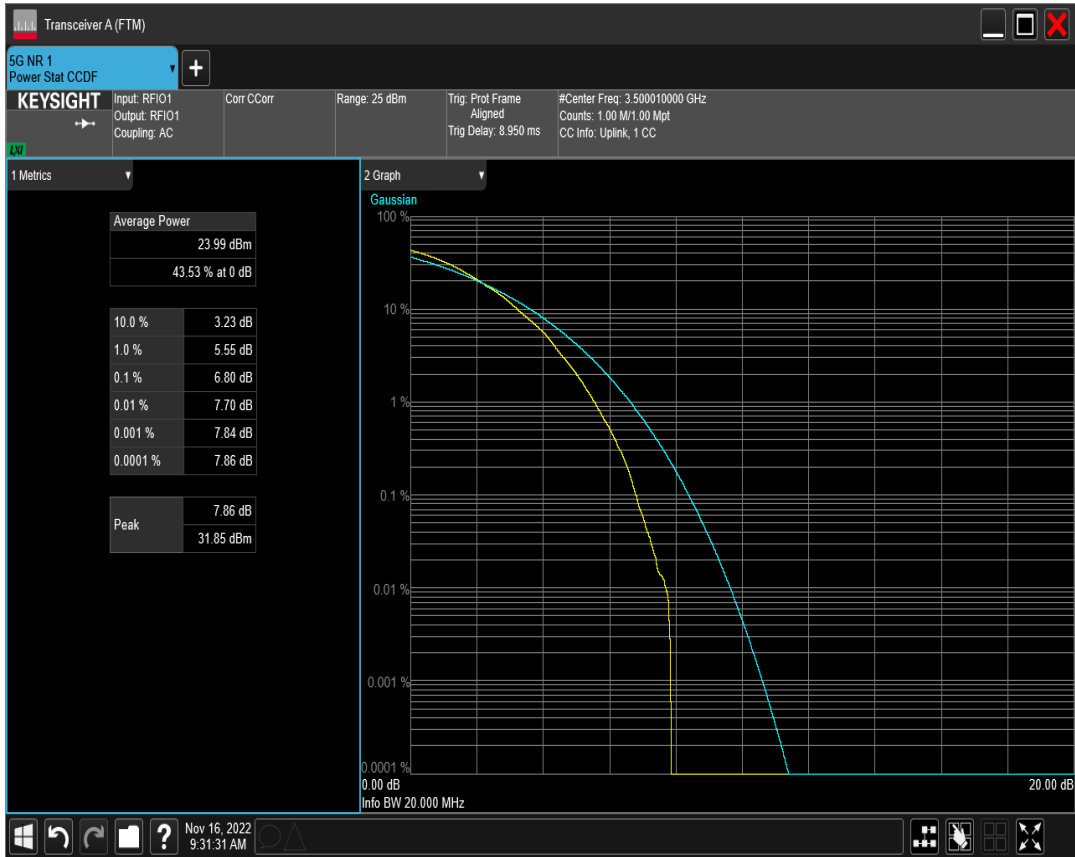 Transceiver A (FTM)
5G NR 1
Power Stat CCDF
+
KEYSIGHT
LXI
Input: RFIO1
Output: RFIO1
Coupling: AC
Corr CCorr
Range: 25 dBm
Trig: Prot Frame
Aligned
Trig Delay: 8.950 ms
#Center Freq: 3.500010000 GHz
Counts: 1.00 M/1.00 Mpt
CC Info: Uplink, 1 CC
1 Metrics
Average Power
23.99 dBm
43.53 % at 0 dB
10.0 % 3.23 dB
1.0 % 5.55 dB
0.1 % 6.80 dB
0.01 % 7.70 dB
0.001 % 7.84 dB
0.0001 % 7.86 dB
Peak
7.86 dB
31.85 dBm
2 Graph
Gaussian
100 %
10 %
1 %
0.1 %
0.01 %
0.001 %
0.0001 %
0.00 dB 20.00 dB
Info BW 20.000 MHz
?
Nov 16, 2022
9:31:31 AM